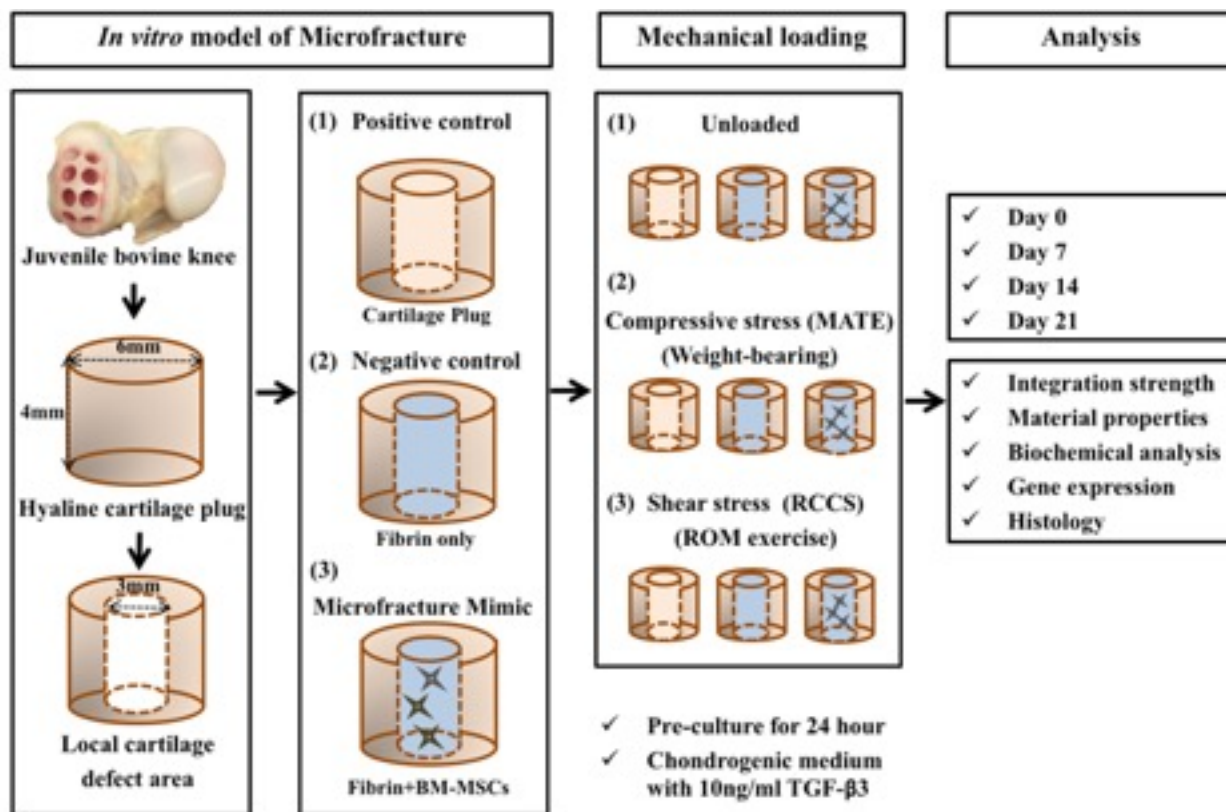 In vitro model of Microfracture
Juvenile bovine knee
6mm
4mm
Hyaline cartilage plug
3mm
Local cartilage
defect area
(1) Positive control
Cartilage Plug
(2) Negative control
Fibrin only
(3)
Microfracture Mimic
Fibrin+BM-MSCs
Mechanical loading
(1) Unloaded
(2)
Compressive stress (MATE)
(Weight-bearing)
(3) Shear stress (RCCS)
(ROM exercise)
✓ Pre-culture for 24 hour
✓ Chondrogenic medium
with 10ng/ml TGF-β3
Analysis
✓ Day 0
✓ Day 7
✓ Day 14
✓ Day 21
✓ Integration strength
✓ Material properties
✓ Biochemical analysis
✓ Gene expression
✓ Histology